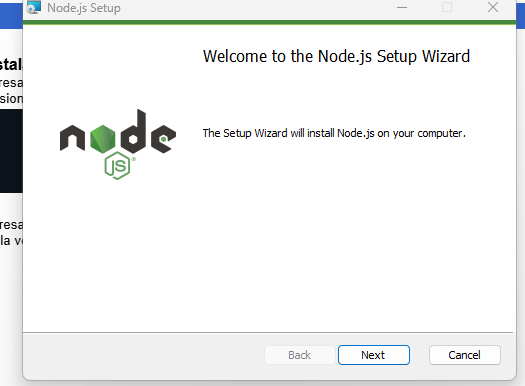 Node.js Setup
Welcome to the Node.js Setup Wizard
node
JS
The Setup Wizard will install Node.js on your computer.
Back
Next
Cancel